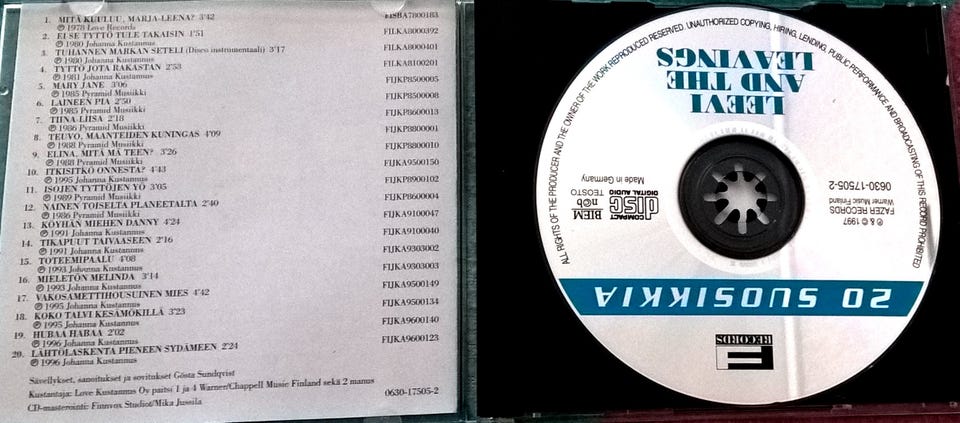 1. MITÄ KUULUU, MARJA-LEENA? 3'42 FISBA7800183
℗ 1978 Love Records
2. EI SE TYTTÖ TULE TAKAISIN 1'51 FILKA8000392
℗ 1980 Johanna Kustannus
3. TUHANNEN MARKAN SETELI (Disco instrumentaali) 3'17 FILKA8000401
℗ 1980 Johanna Kustannus
4. TYTTÖ JOTA RAKASTAN 2'53 FILKA8100201
℗ 1981 Johanna Kustannus
5. MARY JANE 3'06 FIJKP8500005
℗ 1985 Pyramid Musiikki
6. LAINEEN PIA 2'50 FIJKP8500008
℗ 1985 Pyramid Musiikki
7. TIINA-LIISA 2'18 FIJKP8600013
℗ 1986 Pyramid Musiikki
8. TEUVO, MAANTEIDEN KUNINGAS 4'09 FIJKP8800001
℗ 1988 Pyramid Musiikki
9. ELINA, MITÄ MÄ TEEN? 3'26 FIJKP8800010
℗ 1988 Pyramid Musiikki
10. ITKISITKÖ ONNESTA? 4'43 FIJKA9500150
℗ 1995 Johanna Kustannus
11. ISOJEN TYTTÖJEN YÖ 3'05 FIJKP8900102
℗ 1989 Pyramid Musiikki
12. NAINEN TOISELTA PLANEETALTA 2'40 FIJKP8600004
℗ 1986 Pyramid Musiikki
13. KÖYHÄN MIEHEN DANNY 4'24 FIJKA9100047
℗ 1991 Johanna Kustannus
14. TIKAPUUT TAIVAASEEN 2'16 FIJKA9100040
℗ 1991 Johanna Kustannus
15. TOTEEMIPAALU 4'08 FIJKA9303002
℗ 1993 Johanna Kustannus
16. MIELETÖN MELINDA 3'14 FIJKA9303003
℗ 1993 Johanna Kustannus
17. VAKOSAMETTIHOUSUINEN MIES 4'42 FIJKA9500149
℗ 1995 Johanna Kustannus
18. KOKO TALVI KESÄMÖKILLÄ 3'23 FIJKA9500134
℗ 1995 Johanna Kustannus
19. HUBAA HABAA 2'02 FIJKA9600140
℗ 1996 Johanna Kustannus
20. LÄHTÖLASKENTA PIENEEN SYDÄMEEN 2'24 FIJKA9600123
℗ 1996 Johanna Kustannus
Sävellykset, sanoitukset ja sovitukset Gösta Sundqvist
Kustantaja: Love Kustannus Oy paitsi 1 ja 4 Warner/Chappell Music Finland sekä 2 manus
CD-masterointi: Finnvox Studiot/Mika Jussila 0630-17505-2
ALL RIGHTS OF THE PRODUCER AND THE OWNER OF THE WORK REPRODUCED RESERVED. UNAUTHORIZED COPYING, HIRING, LENDING, PUBLIC PERFORMANCE AND BROADCASTING OF THIS RECORD PROHIBITED
F
RECORDS
20 SUOSIKKIA
0630-17505-2
℗ & © 1997
FAZER RECORDS
Warner Music Finland
BIEM
n©b
TEOSTO
COMPACT
disc
DIGITAL AUDIO
Made in Germany
LEEVI
AND THE
LEAVINGS